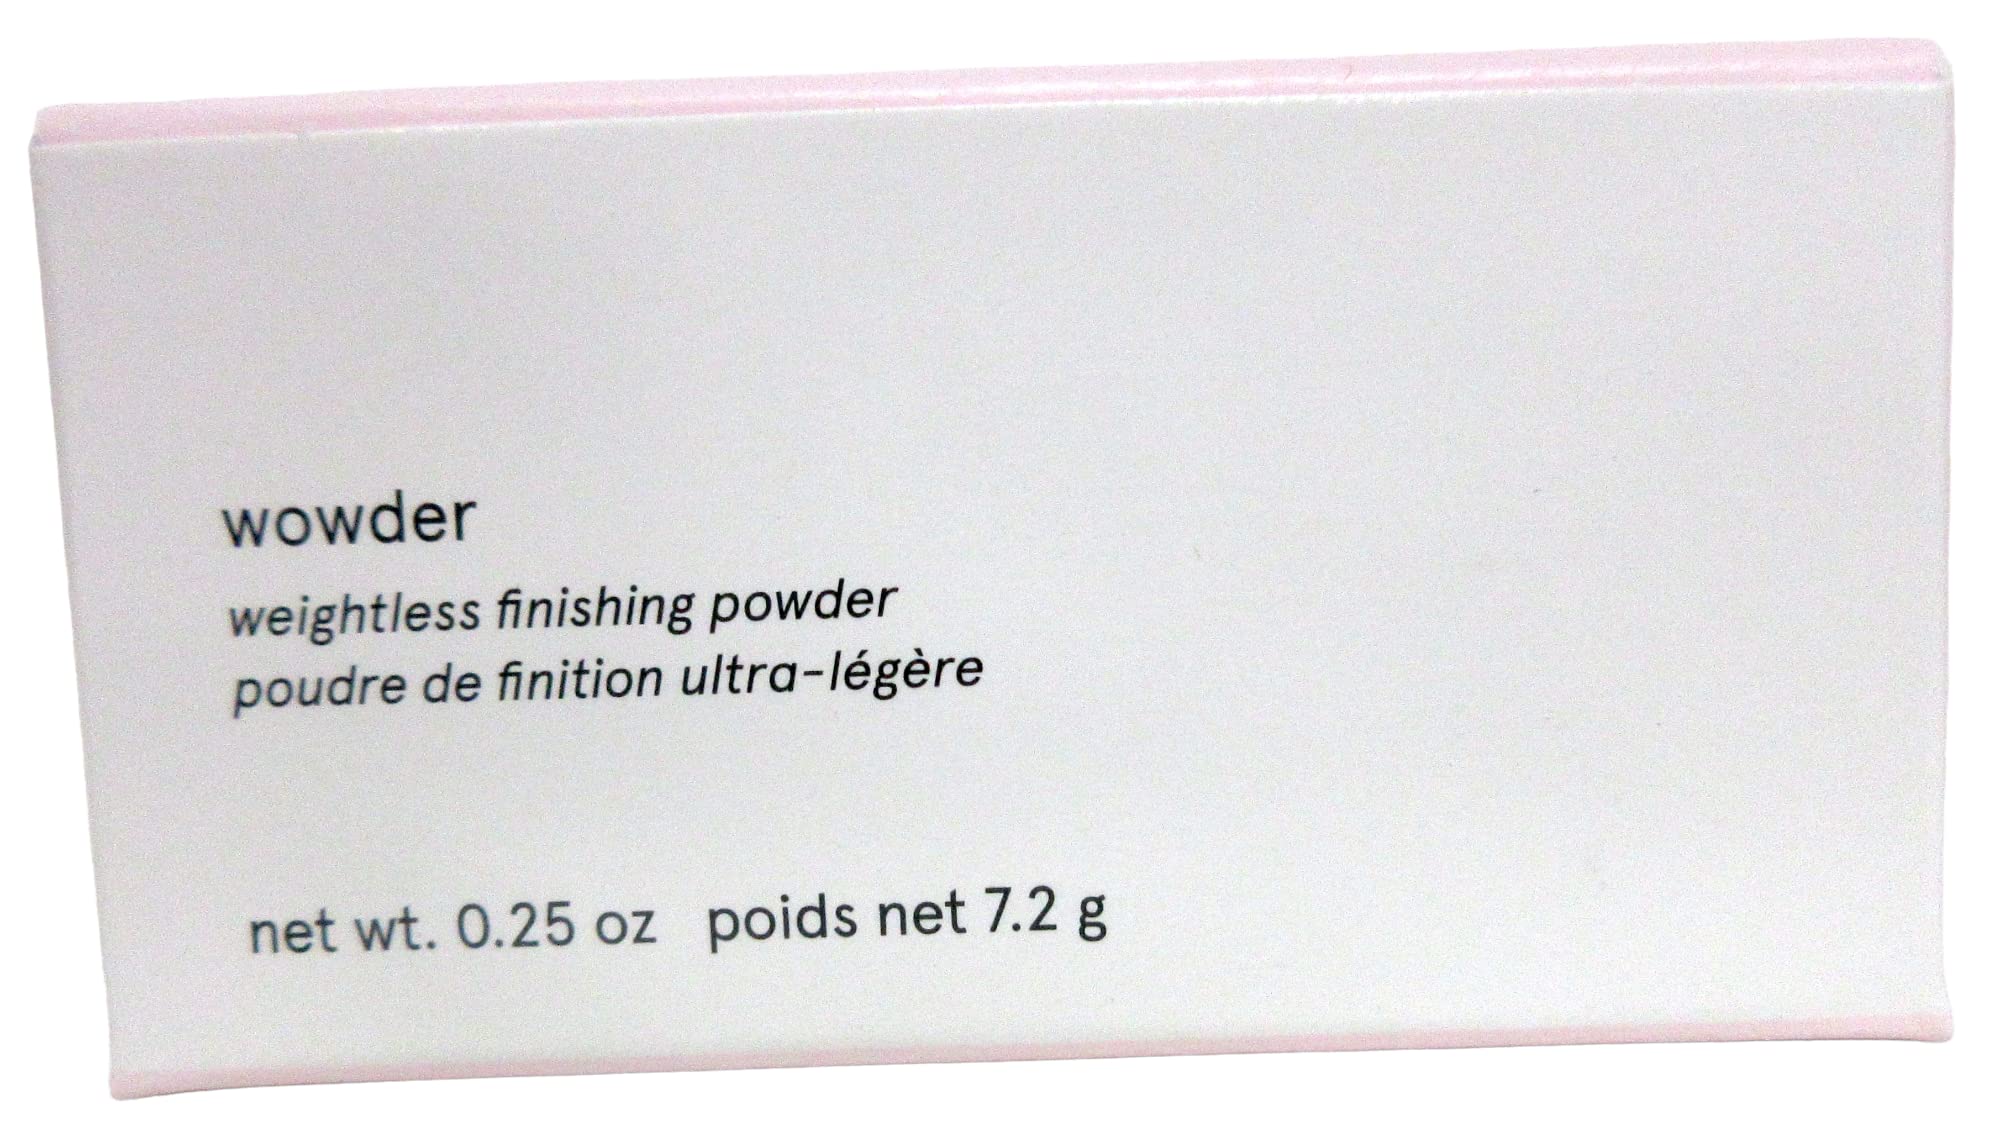 wowder
weightless finishing powder
poudre de finition ultra-légère
net wt. 0.25 oz poids net 7.2 g